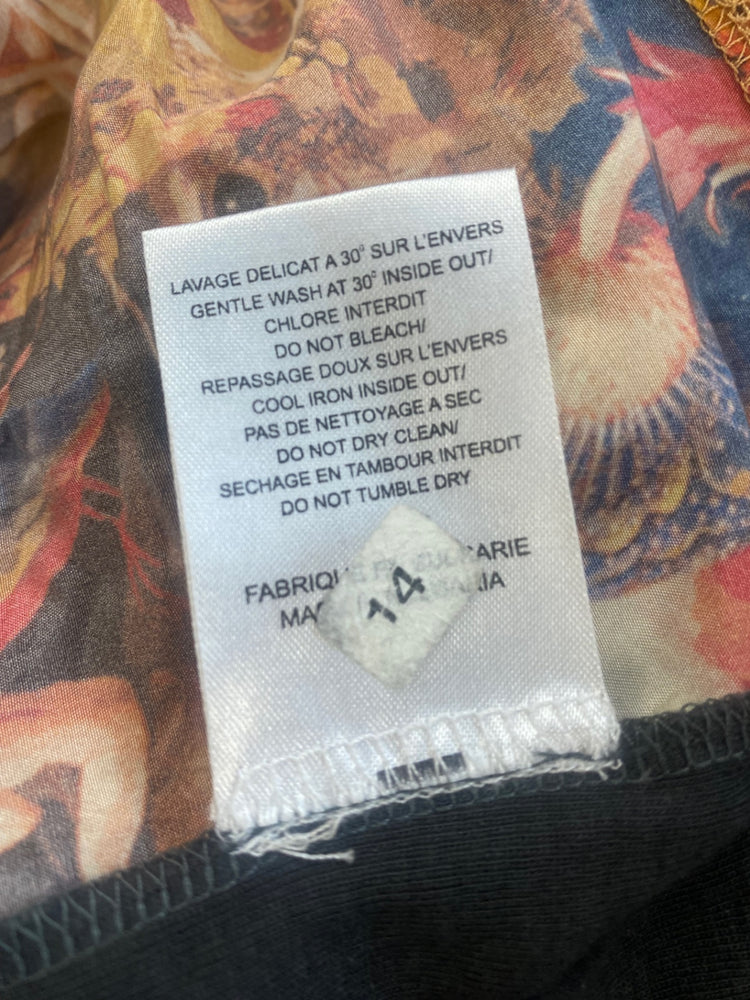 LAVAGE DELICAT A 30° SUR L'ENVERS
GENTLE WASH AT 30° INSIDE OUT/
CHLORE INTERDIT
DO NOT BLEACH/
REPASSAGE DOUX SUR L'ENVERS
COOL IRON INSIDE OUT/
PAS DE NETTOYAGE A SEC
DO NOT DRY CLEAN/
SECHAGE EN TAMBOUR INTERDIT
DO NOT TUMBLE DRY
14